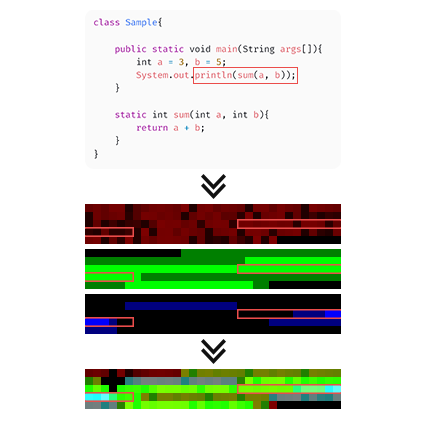 class Sample{
public static void main(String args[]){
int a = 3, b = 5;
System.out.println(sum(a, b));
}
static int sum(int a, int b){
return a + b;
}
}